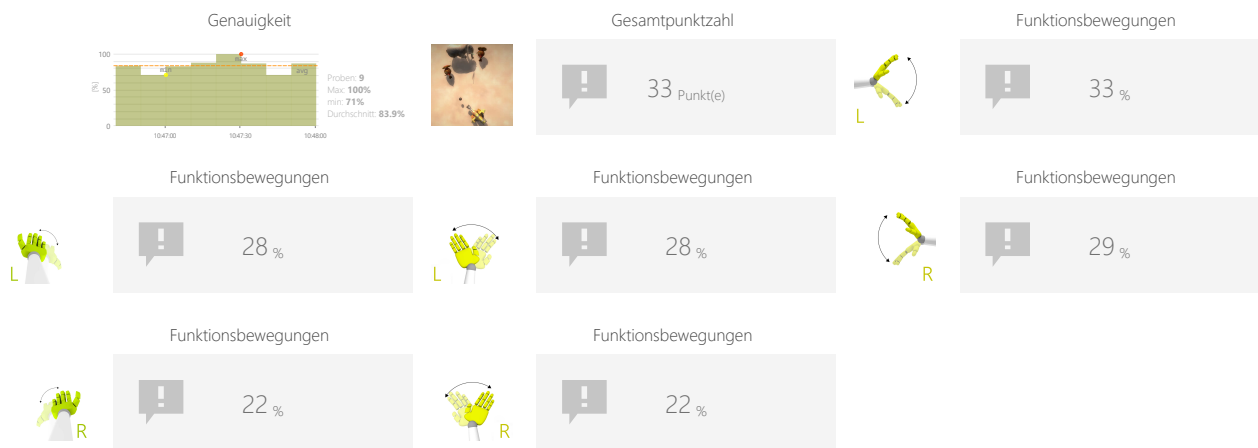 Genauigkeit
100
50
0
[%]
min
max
avg
10:47:00
10:47:30
10:48:00
Proben: 9
Max: 100%
min: 71%
Durchschnitt: 83.9%
Gesamtpunktzahl
33 Punkt(e)
Funktionsbewegungen
L
33 %
Funktionsbewegungen
L
28 %
Funktionsbewegungen
L
28 %
Funktionsbewegungen
R
29 %
Funktionsbewegungen
R
22 %
Funktionsbewegungen
R
22 %